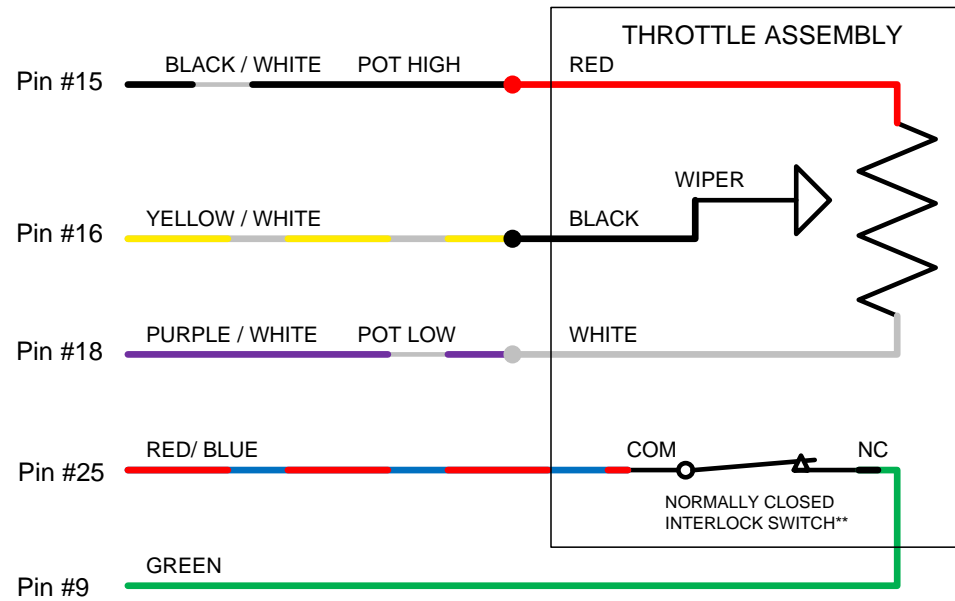 THROTTLE ASSEMBLY
Pin #15
BLACK / WHITE
POT HIGH
RED
WIPER
Pin #16
YELLOW / WHITE
BLACK
Pin #18
PURPLE / WHITE
POT LOW
WHITE
Pin #25
RED/ BLUE
COM
NC
NORMALLY CLOSED
INTERLOCK SWITCH**
Pin #9
GREEN